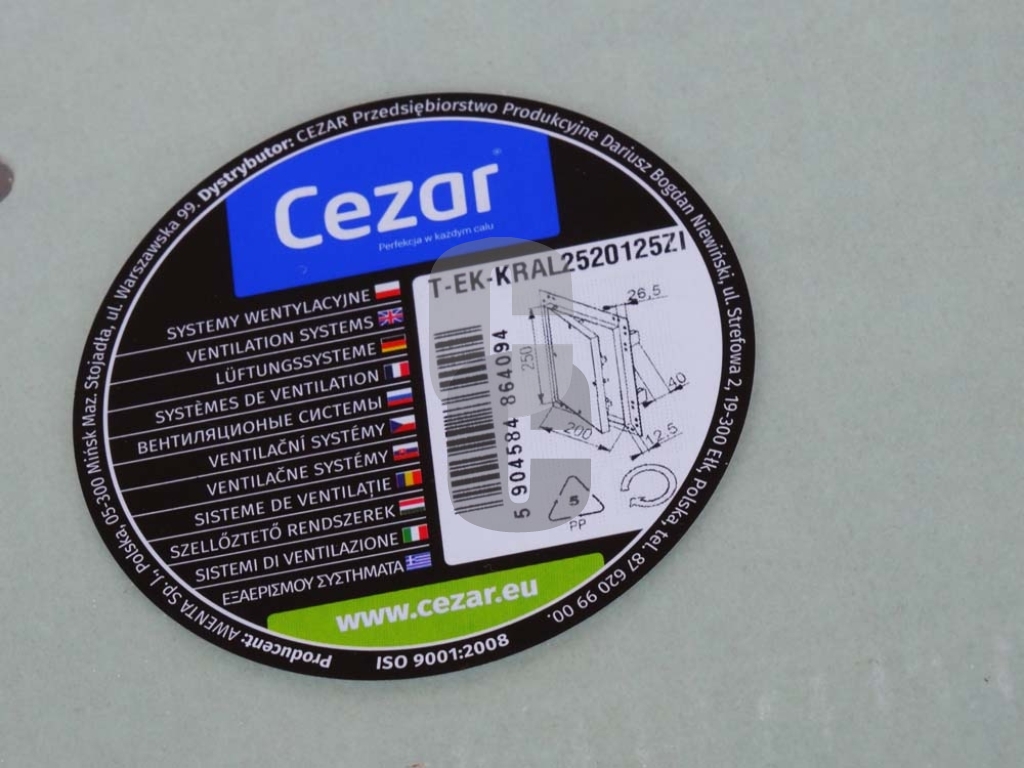 Producent: AWENTA Sp. J., Polska, 05-300 Mińsk Maz. Stojadła, ul. Warszawska 99. Dystrybutor: CEZAR Przedsiębiorstwo Produkcyjne Dariusz Bogdan Niewiński, ul. Strefowa 2, 19-300 Ełk, Polska, tel. 87 620 99 00.
Cezar®
Perfekcja w każdym calu
T-EK-KRAL2520125ZI
SYSTEMY WENTYLACYJNE
VENTILATION SYSTEMS
LÜFTUNGSSYSTEME
SYSTÈMES DE VENTILATION
ВЕНТИЛЯЦИОНЫЕ СИСТЕМЫ
VENTILAČNÍ SYSTÉMY
VENTILAČNE SYSTÉMY
SISTEME DE VENTILAȚIE
SZELLŐZTETŐ RENDSZEREK
SISTEMI DI VENTILAZIONE
ΕΞΑΕΡΙΣΜΟΥ ΣΥΣΤΗΜΑΤΑ
5 904584 864094
26,5
250
40
200
12.5
5
PP
www.cezar.eu
ISO 9001:2008